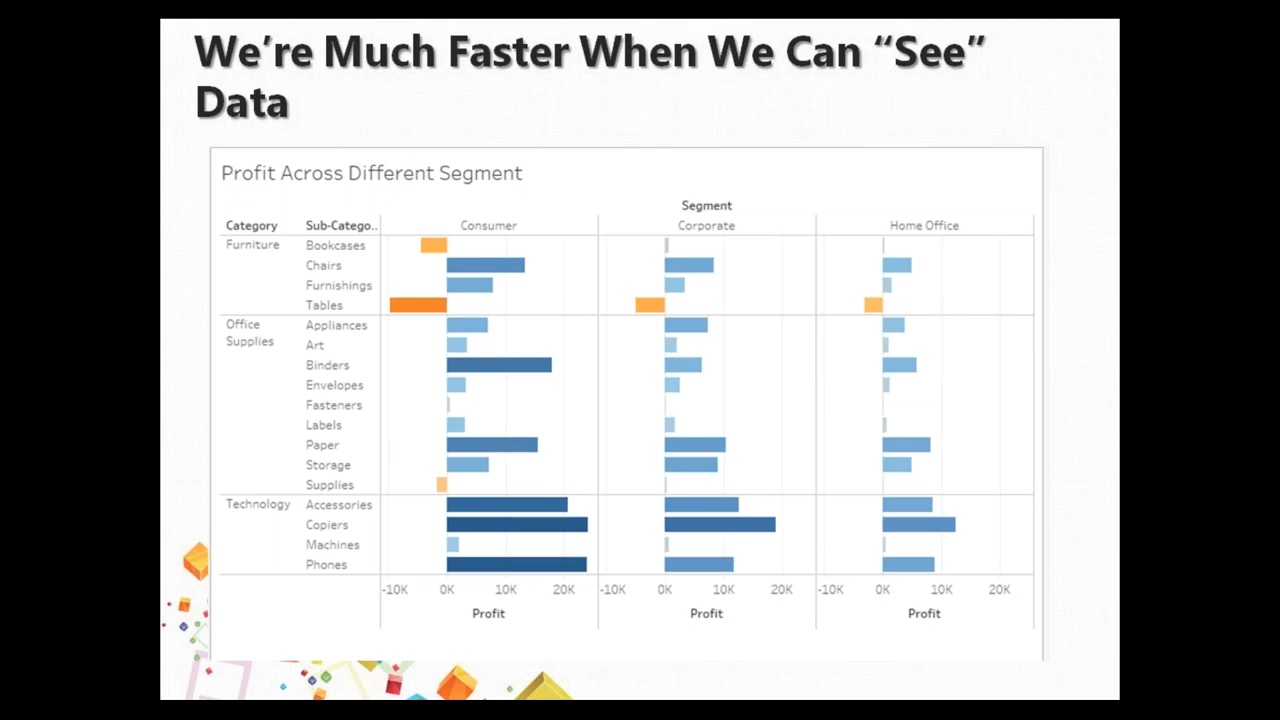 We’re Much Faster When We Can “See”
Data
Profit Across Different Segment
Segment
Category Sub-Catego.. Consumer Corporate Home Office
Furniture Bookcases
Chairs
Furnishings
Tables
Office Supplies Appliances
Art
Binders
Envelopes
Fasteners
Labels
Paper
Storage
Supplies
Technology Accessories
Copiers
Machines
Phones
-10K 0K 10K 20K -10K 0K 10K 20K -10K 0K 10K 20K
Profit Profit Profit